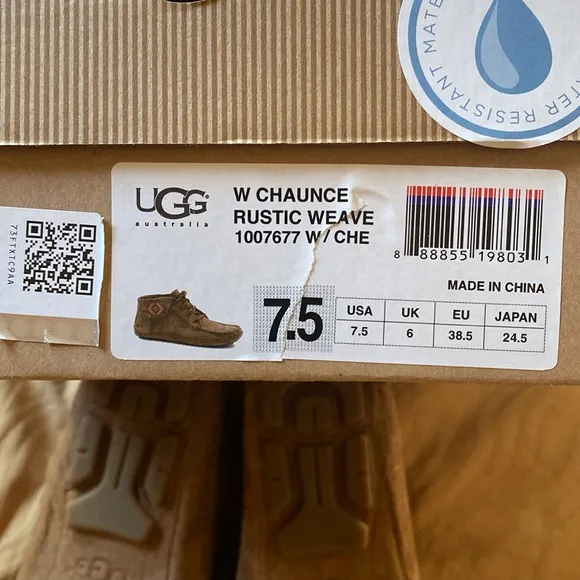 MATE
TER RESISTANT
73FTXTC9AA
UGG
australia
W CHAUNCE
RUSTIC WEAVE
1007677 W/ CHE
8 88855 19803 1
MADE IN CHINA
7.5
USA UK EU JAPAN
7.5 6 38.5 24.5
UGG